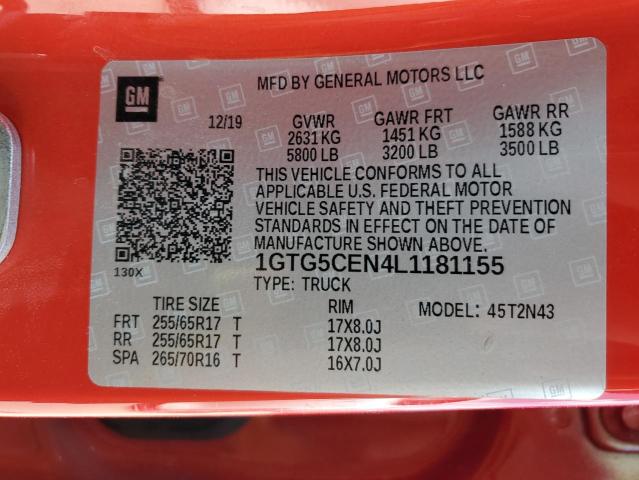 GM
MFD BY GENERAL MOTORS LLC
12/19
GVWR GAWR FRT GAWR RR
2631 KG 1451 KG 1588 KG
5800 LB 3200 LB 3500 LB
THIS VEHICLE CONFORMS TO ALL
APPLICABLE U.S. FEDERAL MOTOR
VEHICLE SAFETY AND THEFT PREVENTION
STANDARDS IN EFFECT ON THE DATE OF
MANUFACTURE SHOWN ABOVE.
130X
1GTG5CEN4L1181155
TYPE: TRUCK
TIRE SIZE RIM MODEL: 45T2N43
FRT 255/65R17 T 17X8.0J
RR 255/65R17 T 17X8.0J
SPA 265/70R16 T 16X7.0J